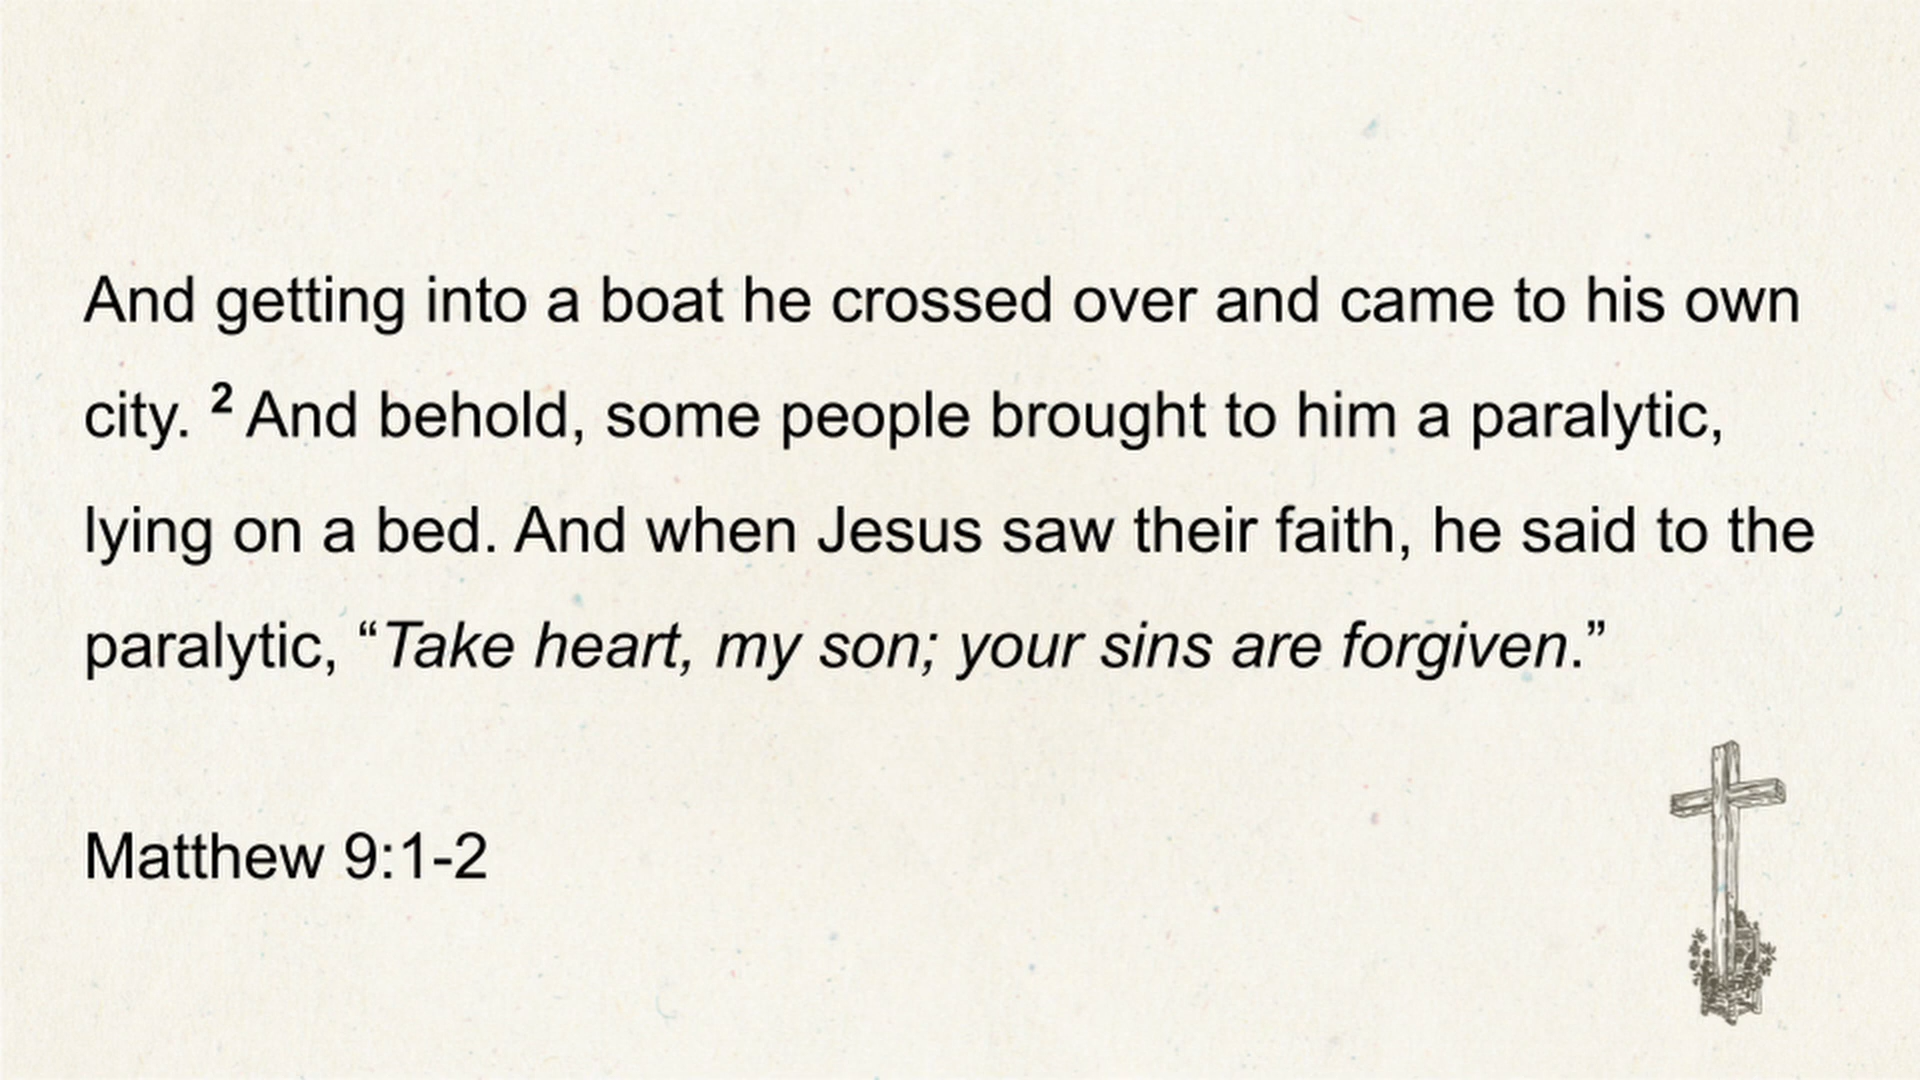 And getting into a boat he crossed over and came to his own
city. ² And behold, some people brought to him a paralytic,
lying on a bed. And when Jesus saw their faith, he said to the
paralytic, “Take heart, my son; your sins are forgiven.”
Matthew 9:1-2